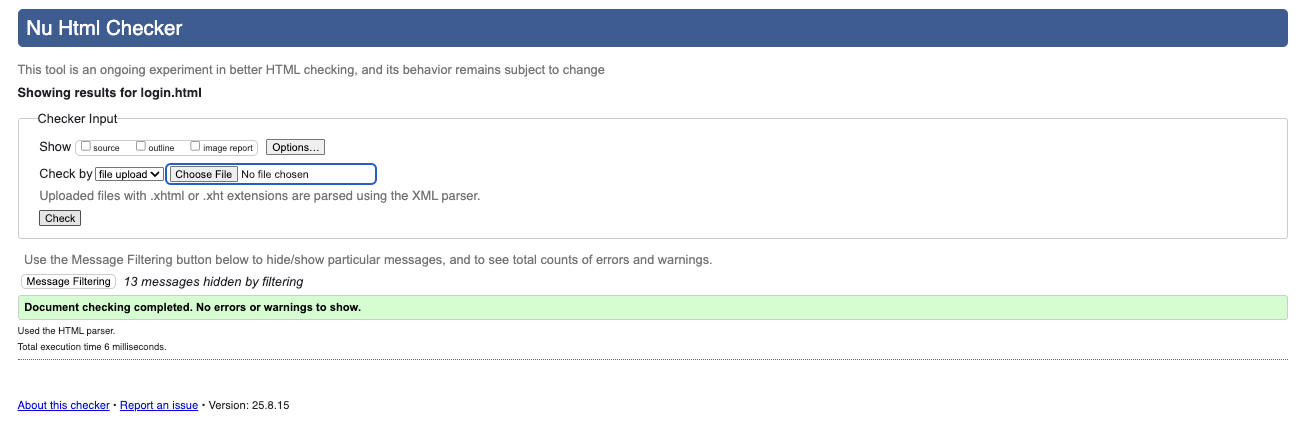 Nu Html Checker
This tool is an ongoing experiment in better HTML checking, and its behavior remains subject to change
Showing results for login.html
Checker Input
Show source outline image report Options...
Check by file upload Choose File No file chosen
Uploaded files with .xhtml or .xht extensions are parsed using the XML parser.
Check
Use the Message Filtering button below to hide/show particular messages, and to see total counts of errors and warnings.
Message Filtering 13 messages hidden by filtering
Document checking completed. No errors or warnings to show.
Used the HTML parser.
Total execution time 6 milliseconds.
About this checker • Report an issue • Version: 25.8.15